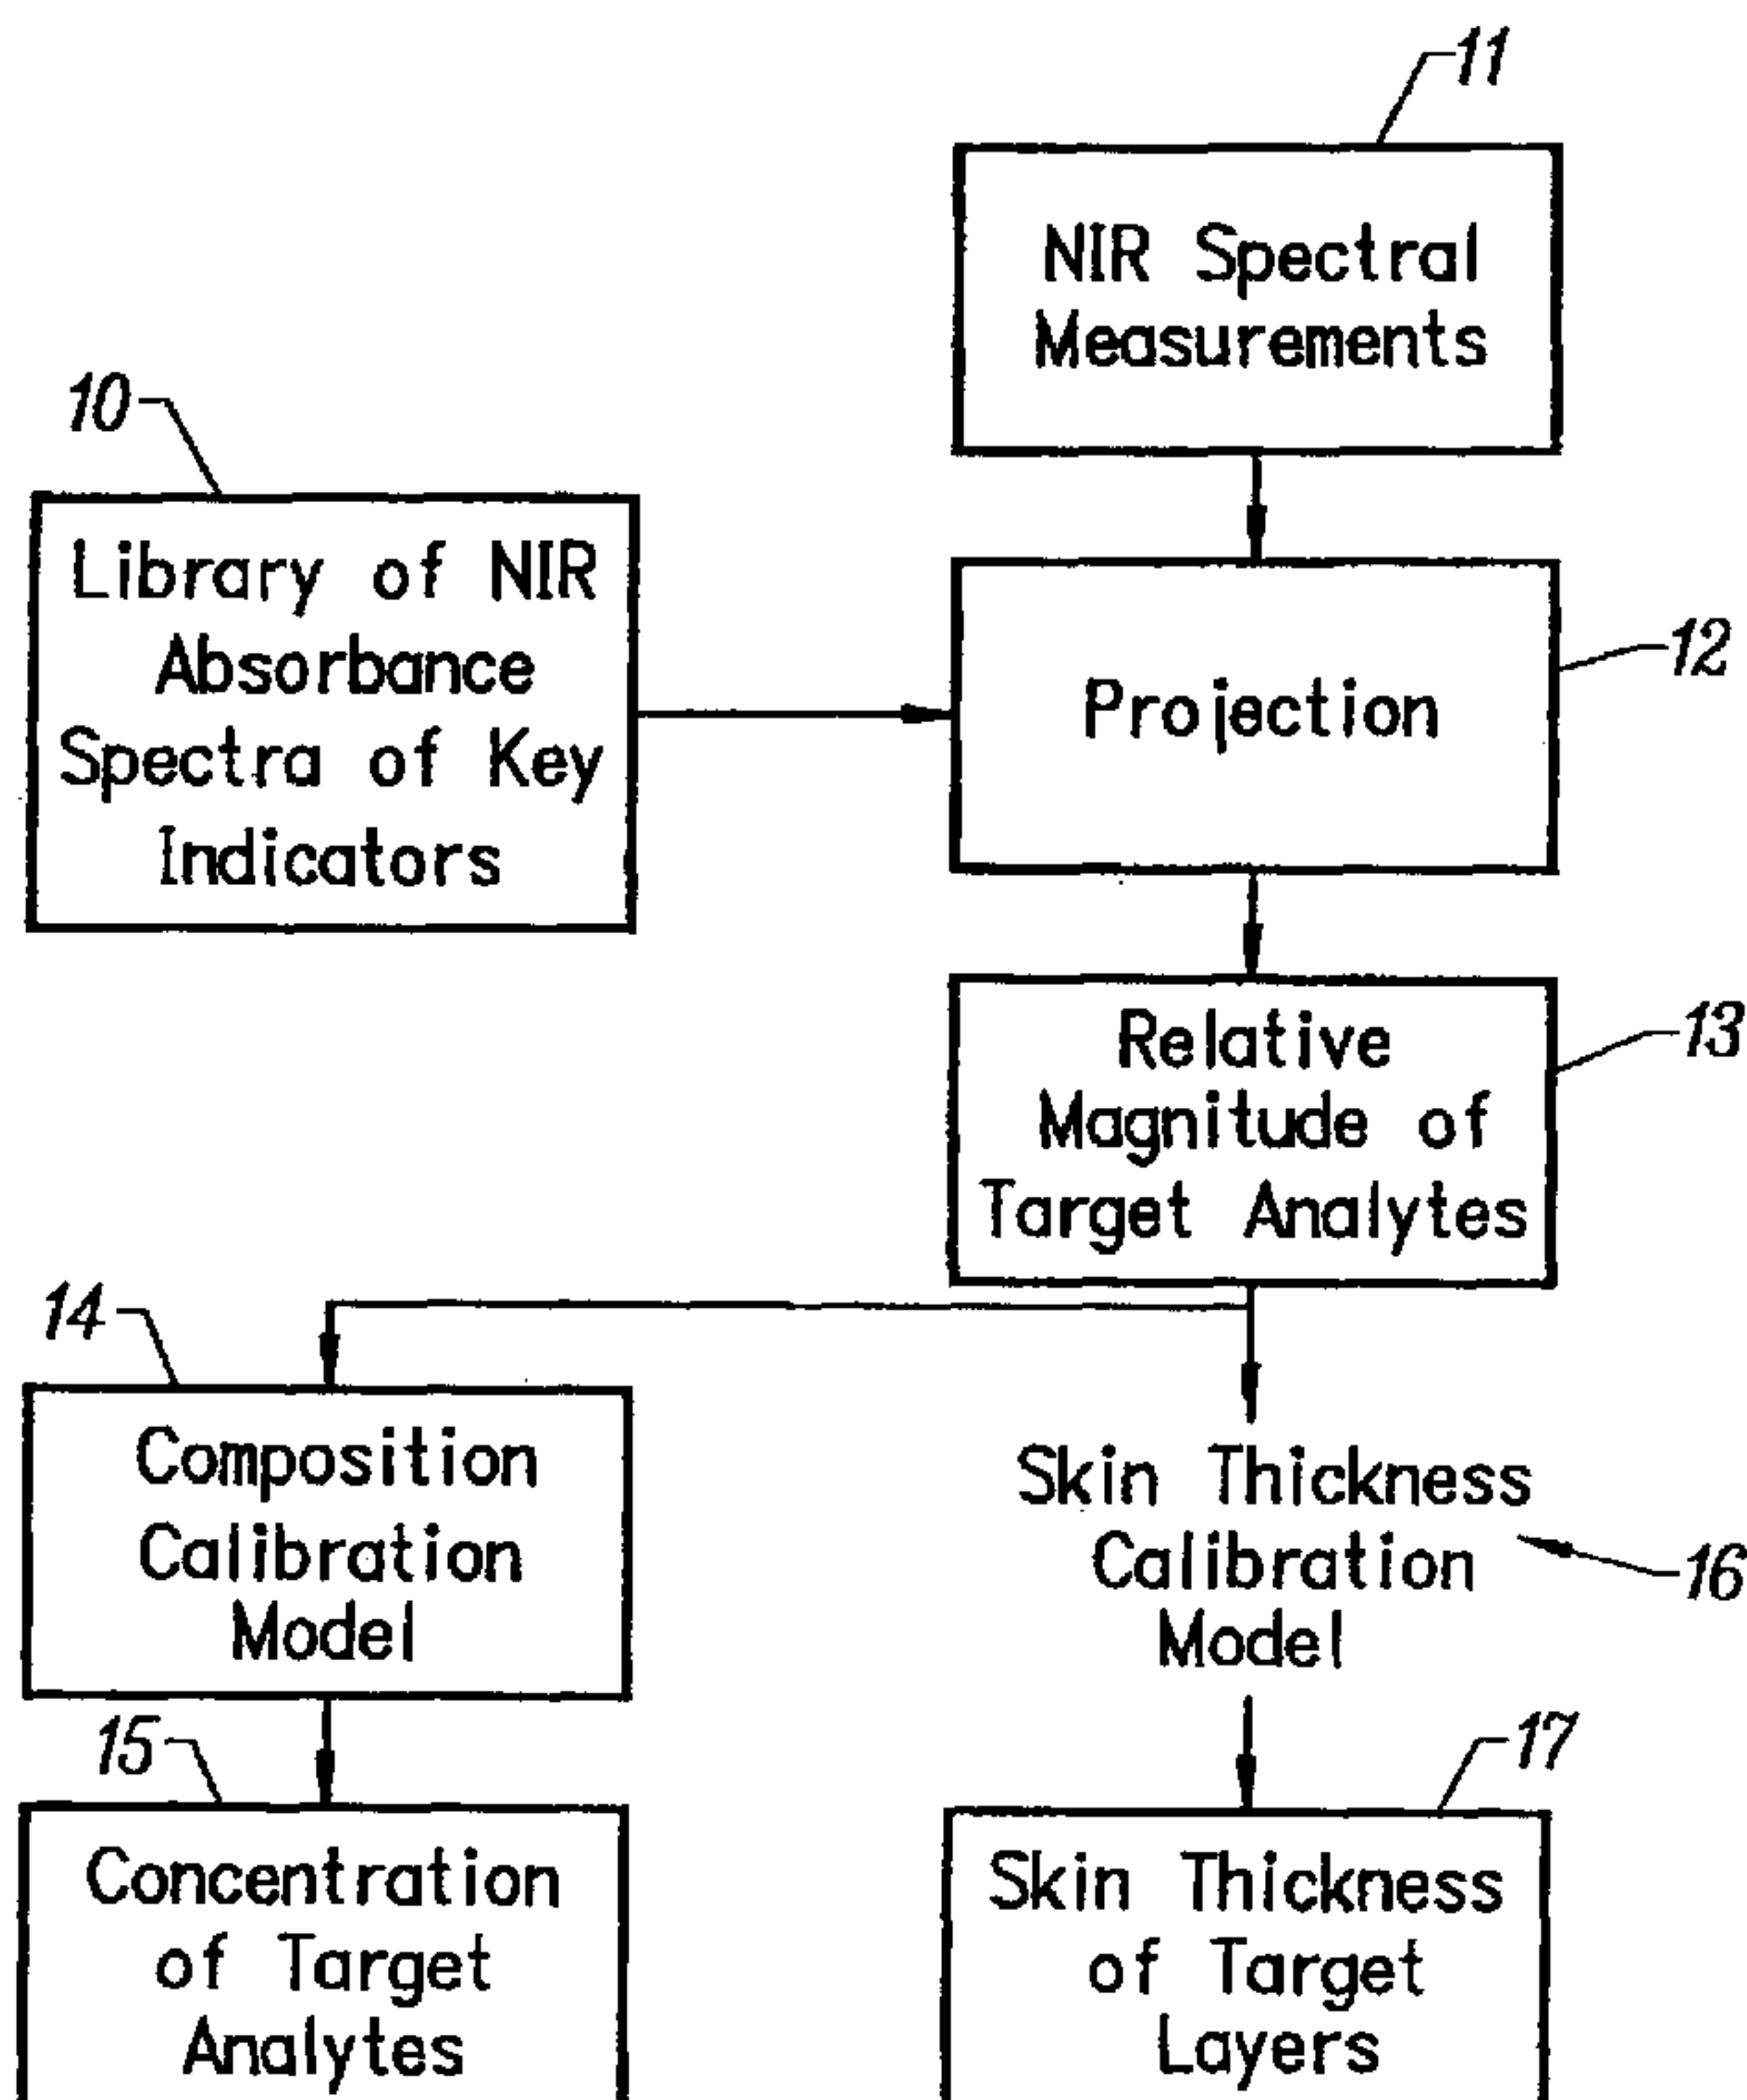 11
NIR Spectral
Measurements
10
Library of NIR
Absorbance
Spectra of Key
Indicators
12
Projection
13
Relative
Magnitude of
Target Analytes
14
Composition
Calibration
Model
16
Skin Thickness
Calibration
Model
15
Concentration
of Target
Analytes
17
Skin Thickness
of Target
Layers